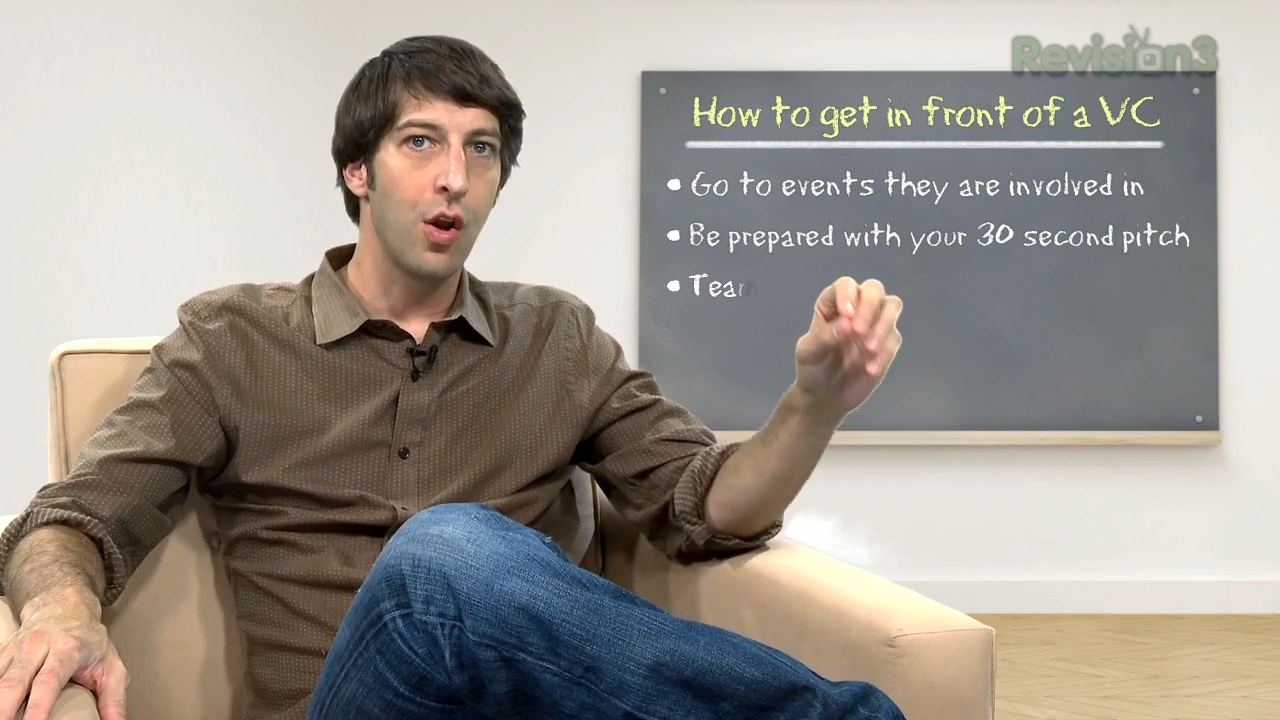 Revision3
How to get in front of a VC
• Go to events they are involved in
• Be prepared with your 30 second pitch
• Team